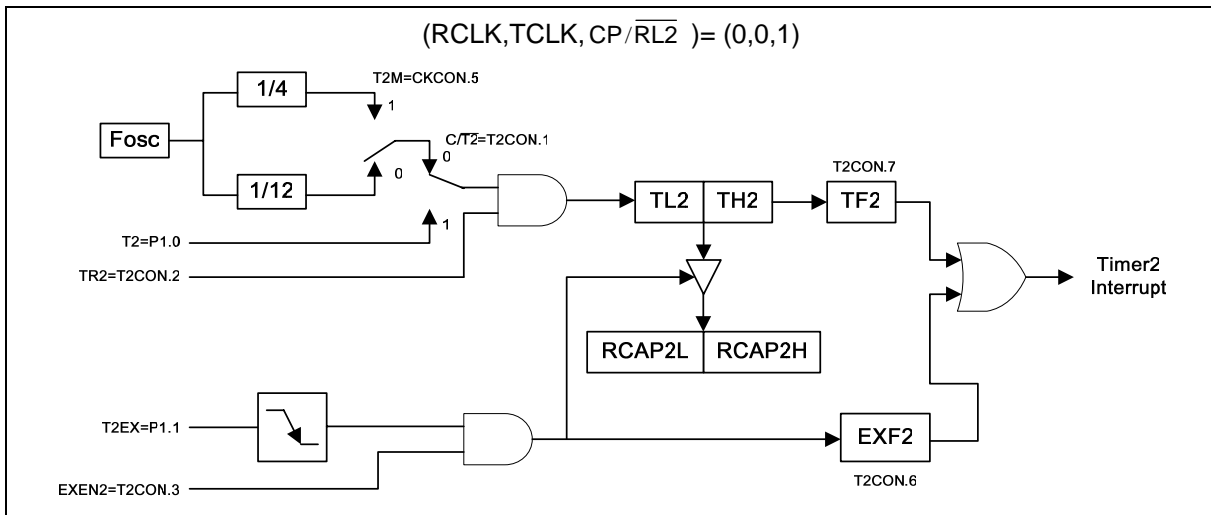 (RCLK,TCLK, CP/R̅L̅2̅ )= (0,0,1)
T2M=CKCON.5
1/4
1
Fosc
C/T̅2̅=T2CON.1
0
0
1/12
1
T2=P1.0
TR2=T2CON.2
TL2 TH2
T2CON.7
TF2
Timer2
Interrupt
RCAP2L RCAP2H
T2EX=P1.1
EXF2
EXEN2=T2CON.3
T2CON.6